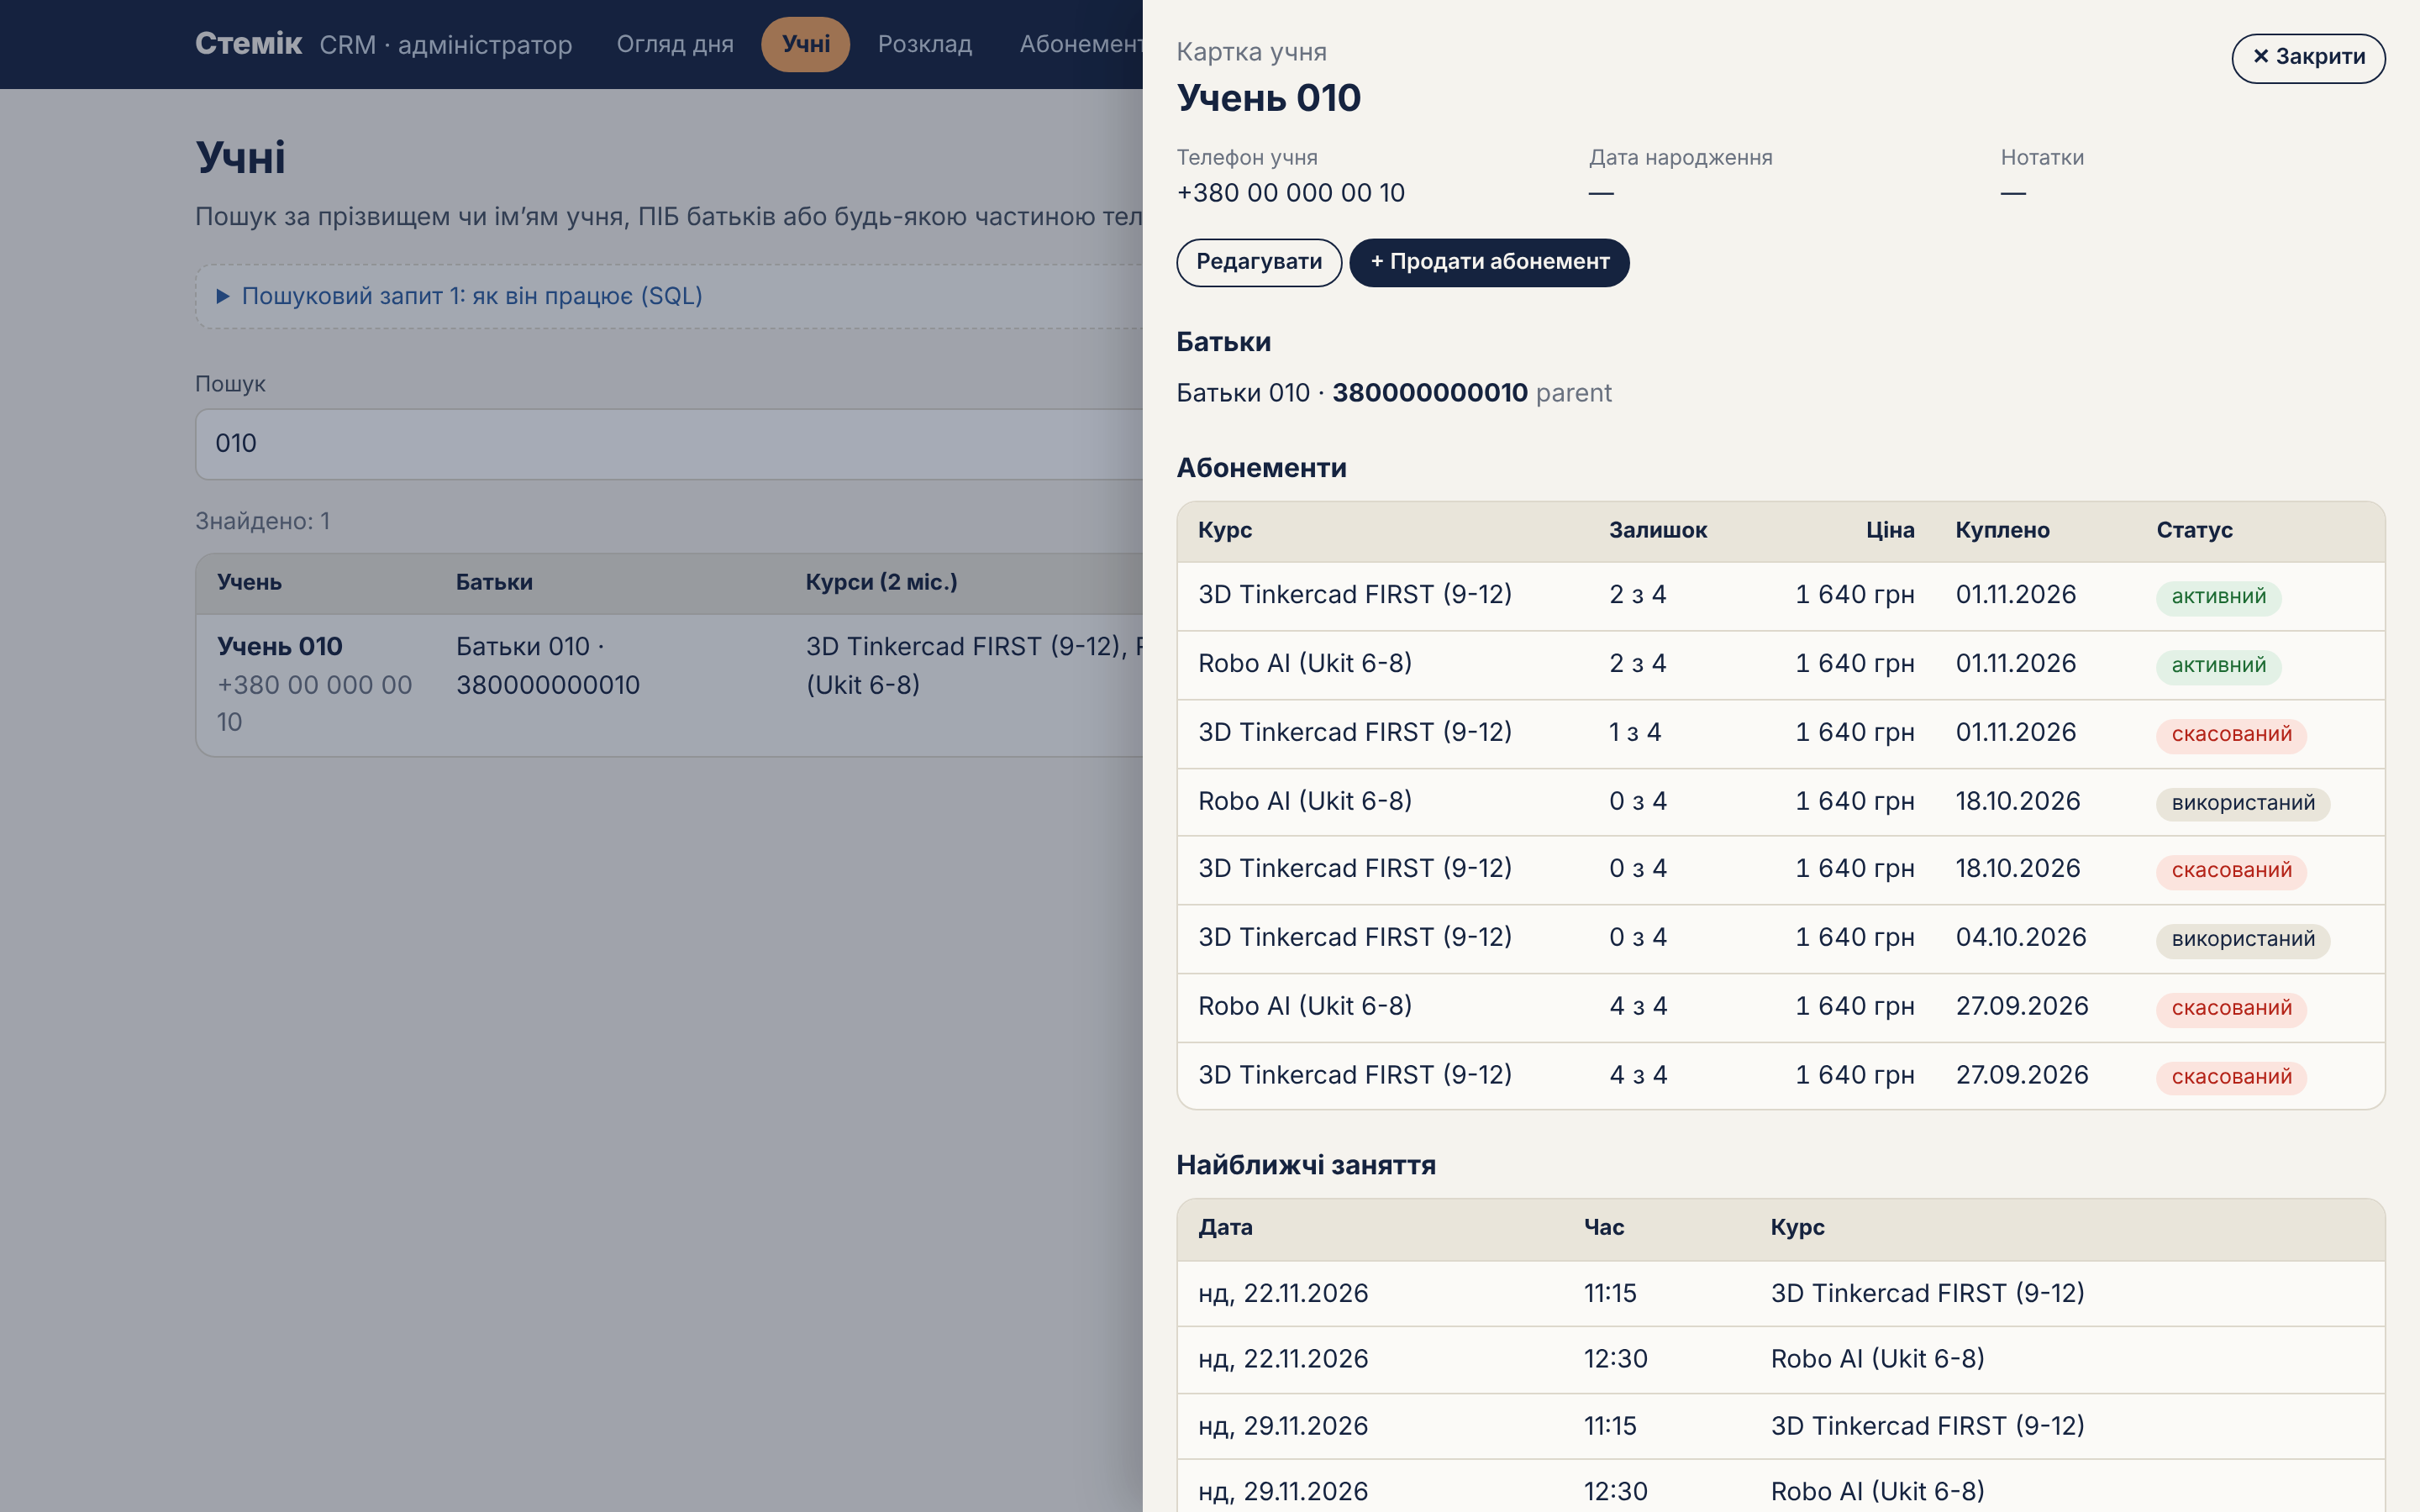 Стемік CRM · адміністратор Огляд дня Учні Розклад Абонемент
Учні
Пошук за прізвищем чи ім’ям учня, ПІБ батьків або будь-якою частиною тел
▶ Пошуковий запит 1: як він працює (SQL)
Пошук
010
Знайдено: 1
Учень Батьки Курси (2 міс.)
Учень 010 Батьки 010 · 3D Tinkercad FIRST (9-12),
+380 00 000 00 380000000010 (Ukit 6-8)
10
Картка учня
✕ Закрити
Учень 010
Телефон учня Дата народження Нотатки
+380 00 000 00 10 — —
Редагувати + Продати абонемент
Батьки
Батьки 010 · 380000000010 parent
Абонементи
Курс Залишок Ціна Куплено Статус
3D Tinkercad FIRST (9-12) 2 з 4 1 640 грн 01.11.2026 активний
Robo AI (Ukit 6-8) 2 з 4 1 640 грн 01.11.2026 активний
3D Tinkercad FIRST (9-12) 1 з 4 1 640 грн 01.11.2026 скасований
Robo AI (Ukit 6-8) 0 з 4 1 640 грн 18.10.2026 використаний
3D Tinkercad FIRST (9-12) 0 з 4 1 640 грн 18.10.2026 скасований
3D Tinkercad FIRST (9-12) 0 з 4 1 640 грн 04.10.2026 використаний
Robo AI (Ukit 6-8) 4 з 4 1 640 грн 27.09.2026 скасований
3D Tinkercad FIRST (9-12) 4 з 4 1 640 грн 27.09.2026 скасований
Найближчі заняття
Дата Час Курс
нд, 22.11.2026 11:15 3D Tinkercad FIRST (9-12)
нд, 22.11.2026 12:30 Robo AI (Ukit 6-8)
нд, 29.11.2026 11:15 3D Tinkercad FIRST (9-12)
нд, 29.11.2026 12:30 Robo AI (Ukit 6-8)